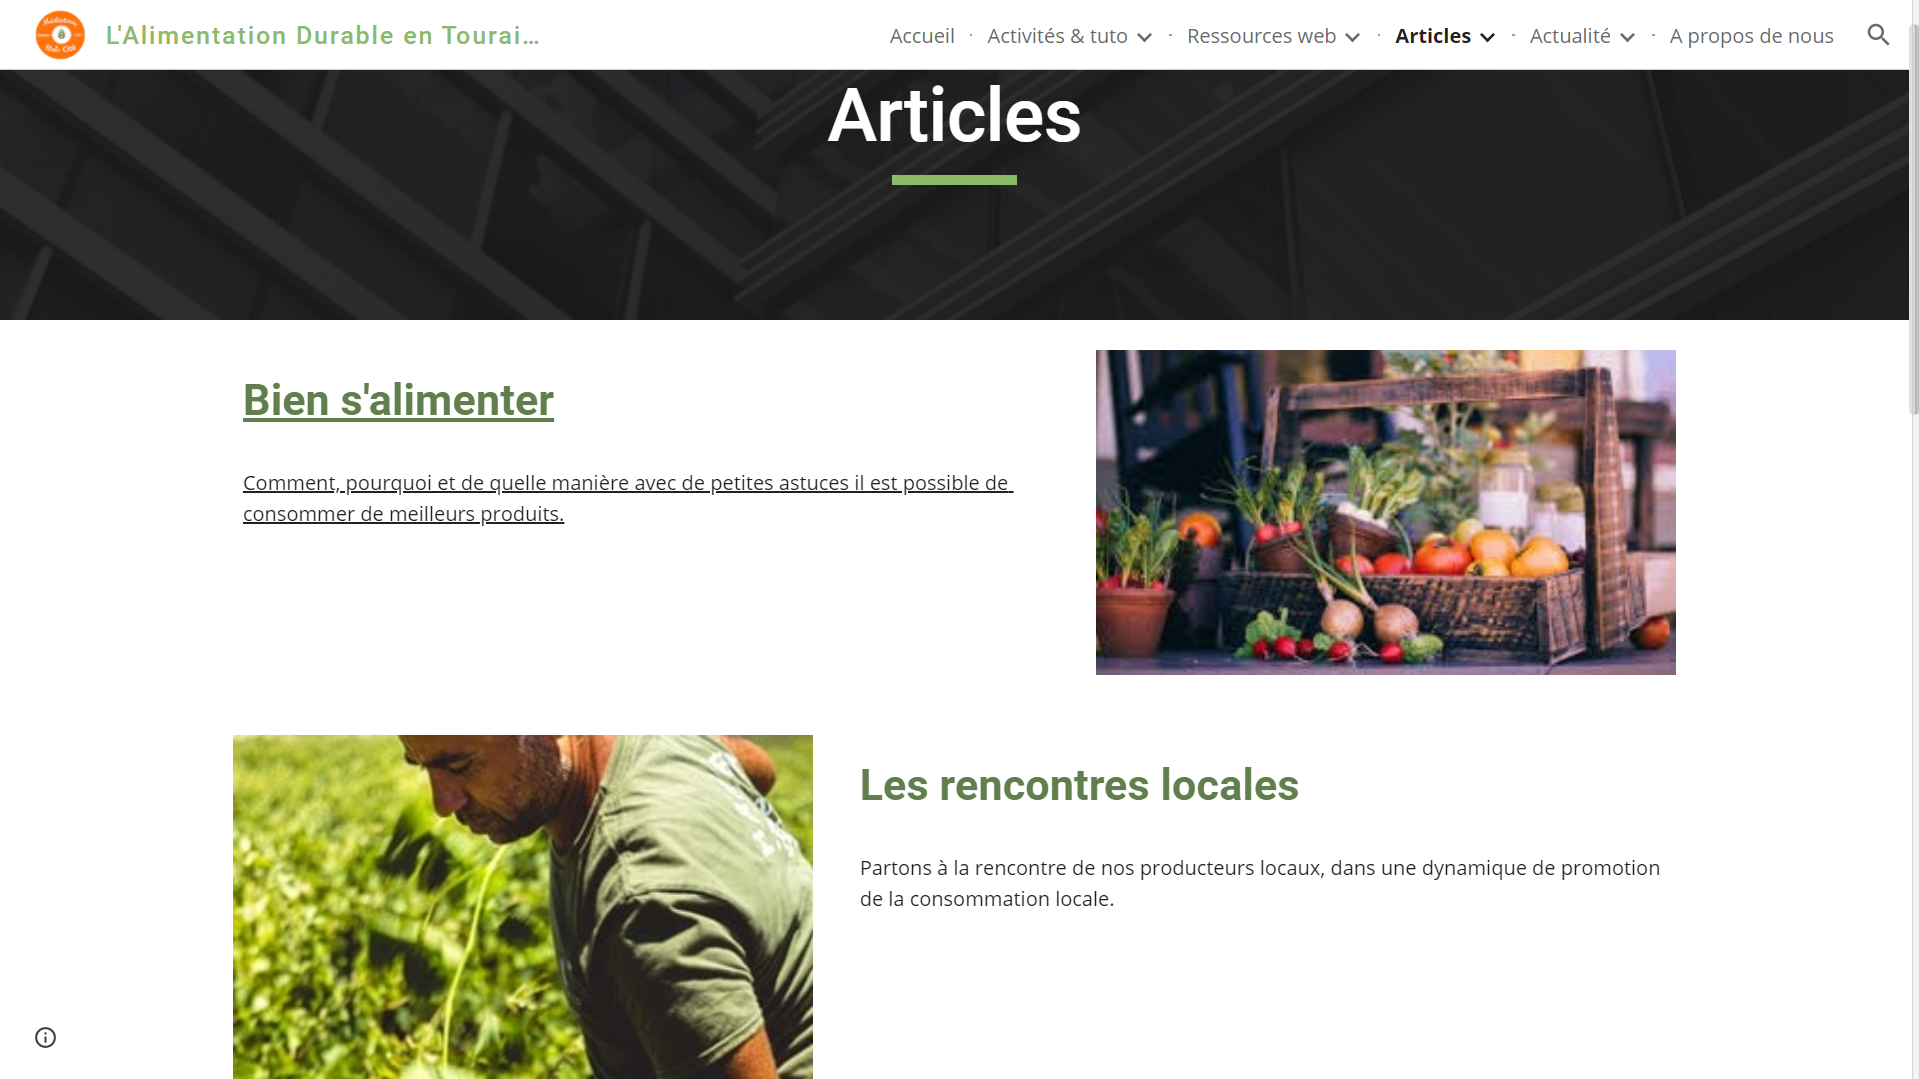 L'Alimentation Durable en Tourai...
Accueil
Activités & tuto
Ressources web
Articles
Actualité
A propos de nous
Articles
Bien s'alimenter
Comment, pourquoi et de quelle manière avec de petites astuces il est possible de
consommer de meilleurs produits.
Les rencontres locales
Partons à la rencontre de nos producteurs locaux, dans une dynamique de promotion
de la consommation locale.